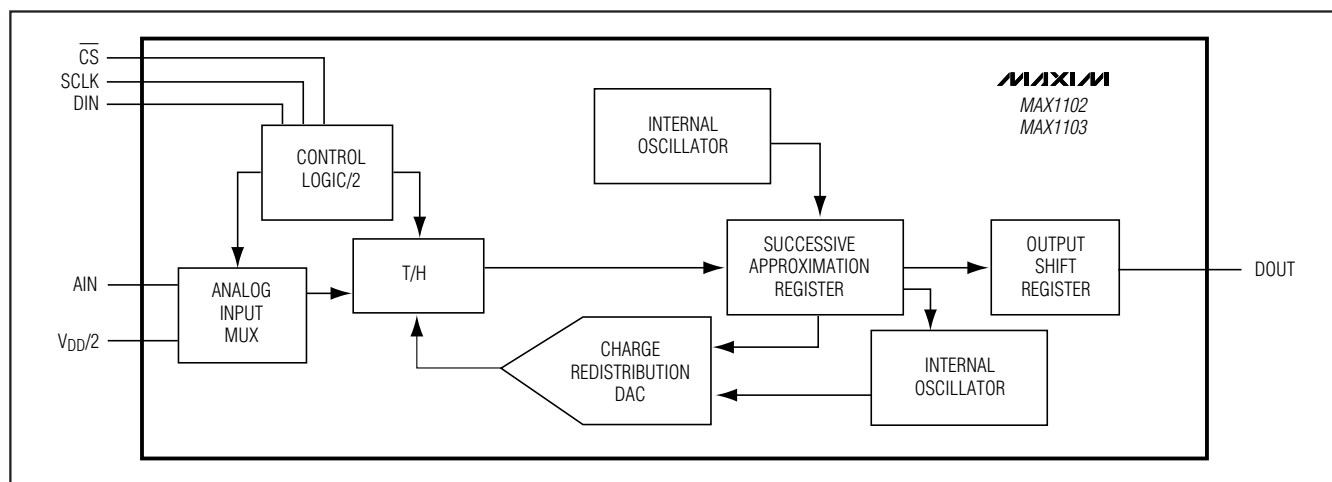 CS
SCLK
DIN
MAXIM
MAX1102
MAX1103
INTERNAL
OSCILLATOR
CONTROL
LOGIC/2
T/H
SUCCESSIVE
APPROXIMATION
REGISTER
OUTPUT
SHIFT
REGISTER
DOUT
AIN
VDD/2
ANALOG
INPUT
MUX
CHARGE
REDISTRIBUTION
DAC
INTERNAL
OSCILLATOR